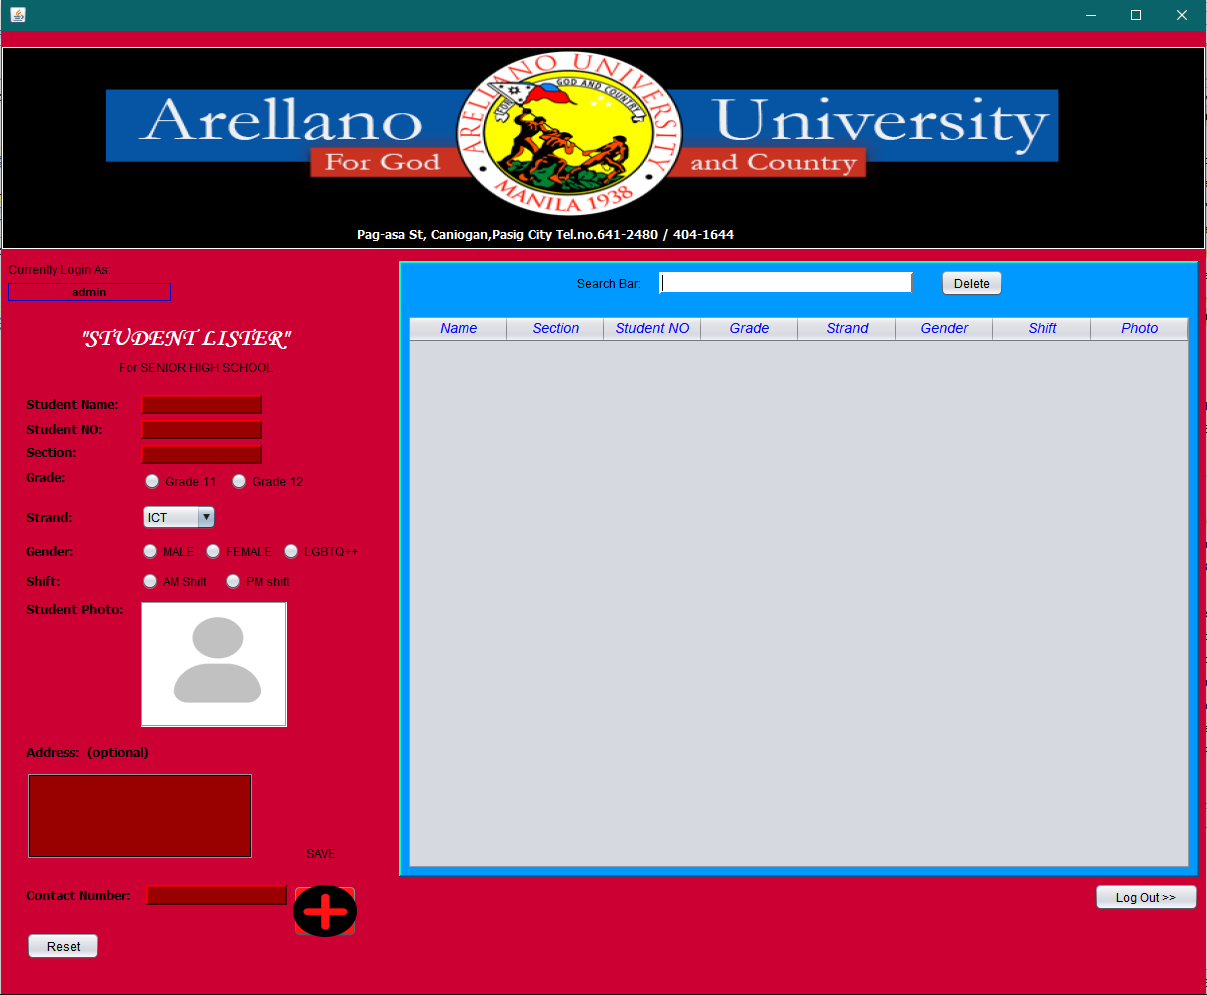 Arellano University
For God and Country
ARELLANO UNIVERSITY
GOD AND COUNTRY
MANILA 1938
Pag-asa St, Caniogan,Pasig City Tel.no.641-2480 / 404-1644
Currently Login As:
admin
"STUDENT LISTER"
For SENIOR HIGH SCHOOL
Student Name:
Student NO:
Section:
Grade: Grade 11 Grade 12
Strand: ICT
Gender: MALE FEMALE LGBTQ++
Shift: AM Shift PM shift
Student Photo:
Address: (optional)
SAVE
Contact Number:
Reset
Search Bar: Delete
Name Section Student NO Grade Strand Gender Shift Photo
Log Out >>